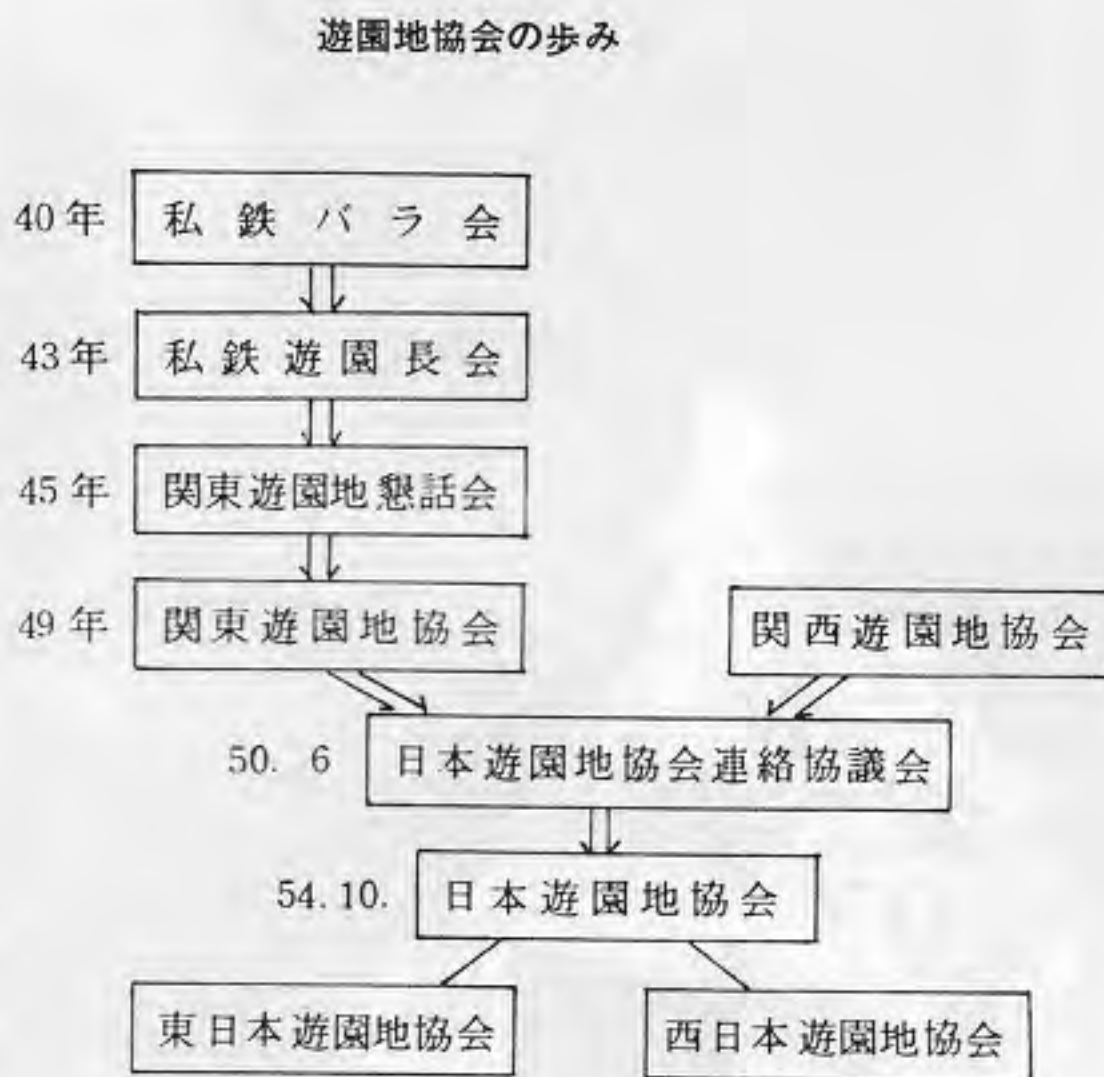 遊園地協会の歩み
40年 私鉄バラ会
43年 私鉄遊園長会
45年 関東遊園地懇話会
49年 関東遊園地協会 関西遊園地協会
50. 6 日本遊園地協会連絡協議会
54. 10. 日本遊園地協会
東日本遊園地協会 西日本遊園地協会